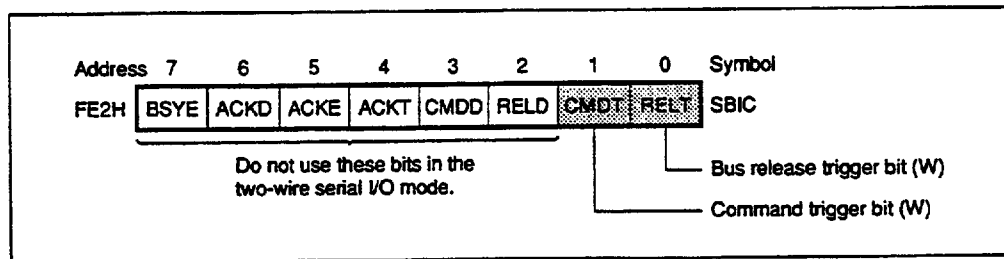 Address 7 6 5 4 3 2 1 0 Symbol
FE2H BSYE ACKD ACKE ACKT CMDD RELD CMDT RELT SBIC
Do not use these bits in the
two-wire serial I/O mode.
Bus release trigger bit (W)
Command trigger bit (W)